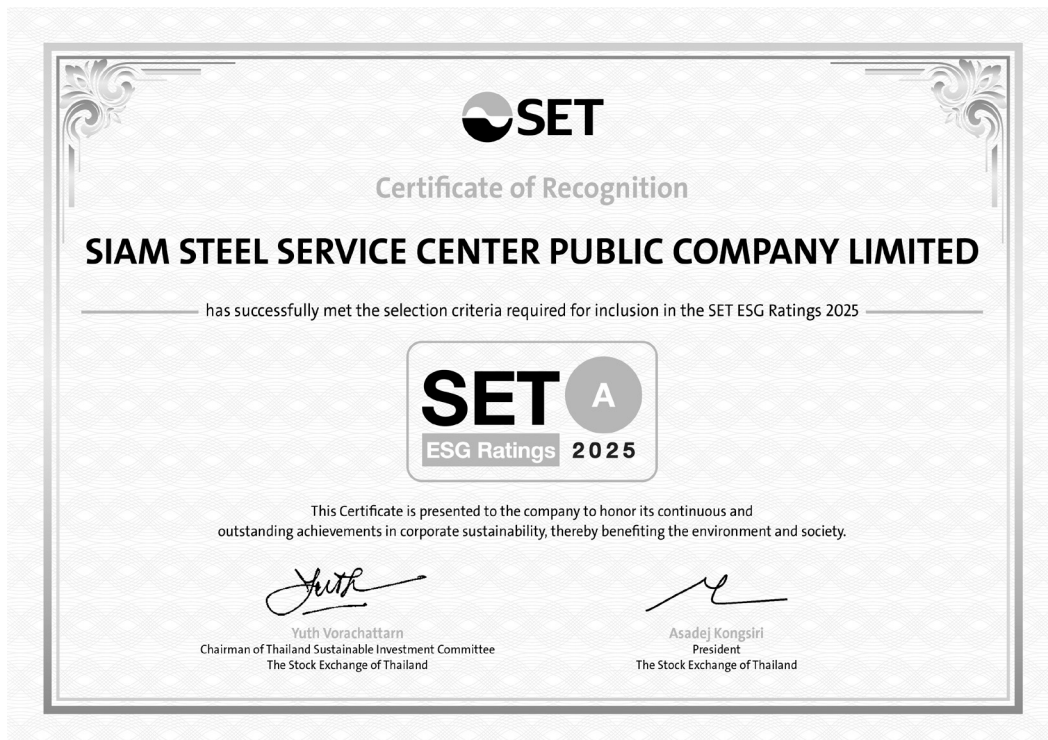 SET
Certificate of Recognition
SIAM STEEL SERVICE CENTER PUBLIC COMPANY LIMITED
has successfully met the selection criteria required for inclusion in the SET ESG Ratings 2025
SET A
ESG Ratings 2025
This Certificate is presented to the company to honor its continuous and
outstanding achievements in corporate sustainability, thereby benefiting the environment and society.
Yuth
Yuth Vorachattarn
Chairman of Thailand Sustainable Investment Committee
The Stock Exchange of Thailand
Asadej Kongsiri
President
The Stock Exchange of Thailand